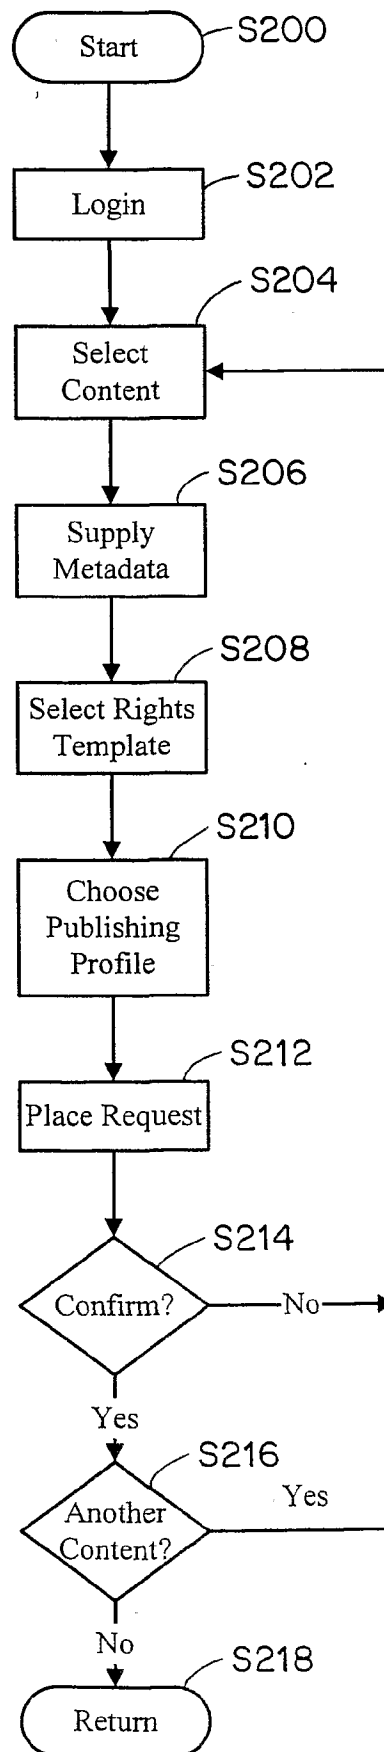 Start
S200
Login
S202
S204
Select
Content
S206
Supply
Metadata
S208
Select Rights
Template
S210
Choose
Publishing
Profile
S212
Place Request
S214
Confirm?
No
Yes
S216
Another
Content?
Yes
No
S218
Return